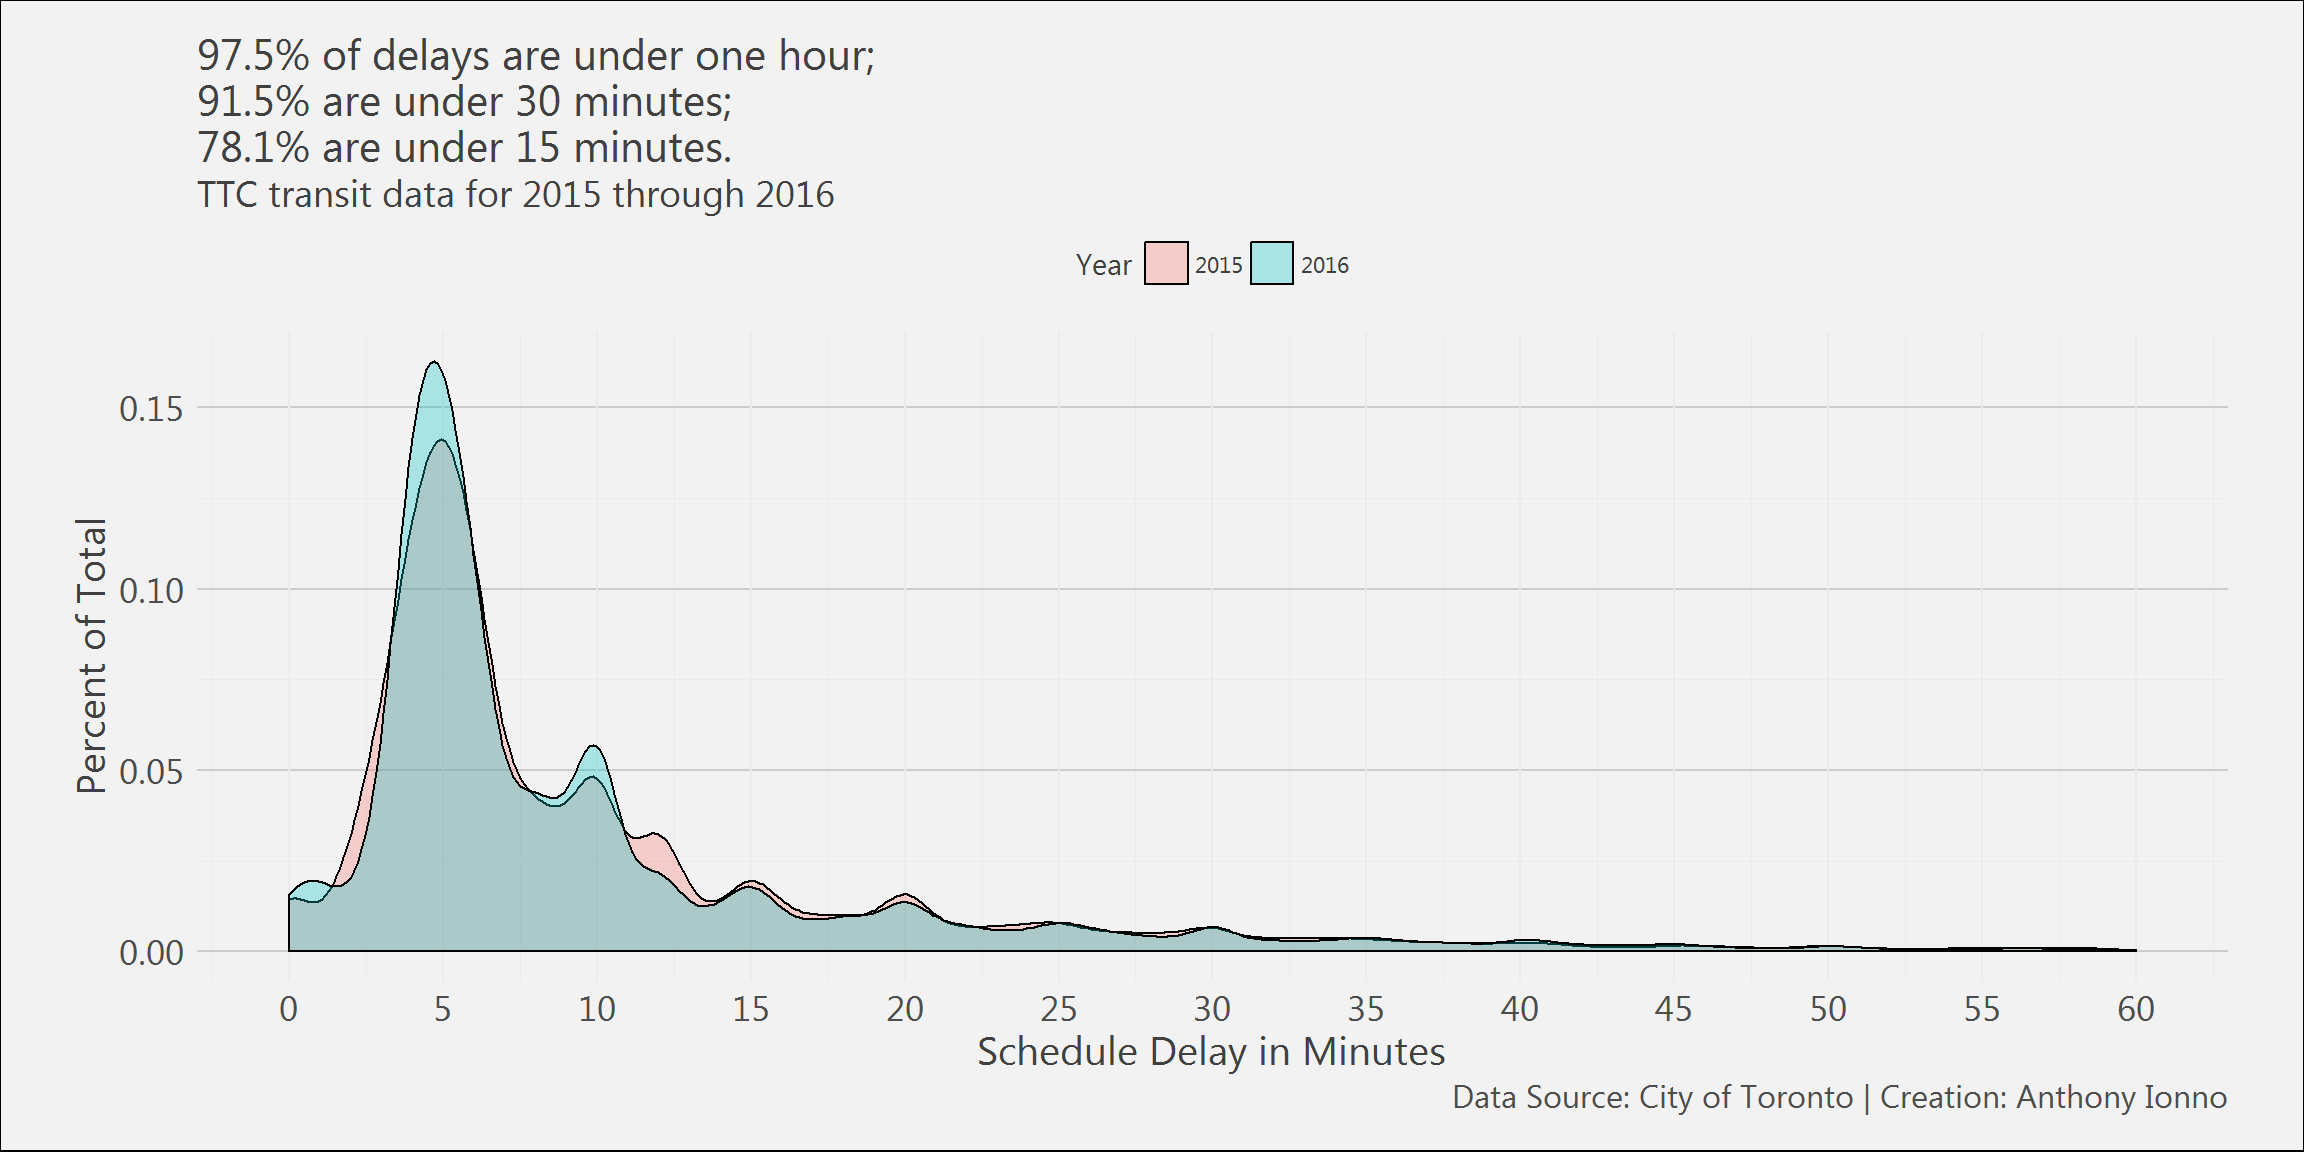 97.5% of delays are under one hour;
91.5% are under 30 minutes;
78.1% are under 15 minutes.
TTC transit data for 2015 through 2016
Year 2015 2016
Percent of Total
0.15
0.10
0.05
0.00
0 5 10 15 20 25 30 35 40 45 50 55 60
Schedule Delay in Minutes
Data Source: City of Toronto | Creation: Anthony Ionno